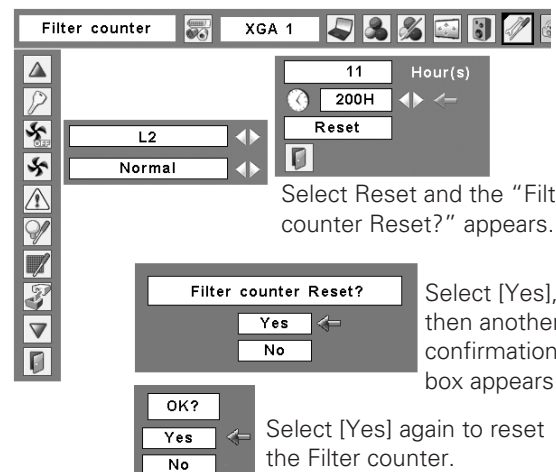 Filter counter
XGA 1
11 Hour(s)
200H
Reset
OFF
L2
Normal
Select Reset and the “Filt
counter Reset?” appears.
Filter counter Reset?
Yes
No
Select [Yes],
then another
confirmation
box appears
OK?
Yes
No
Select [Yes] again to reset
the Filter counter.